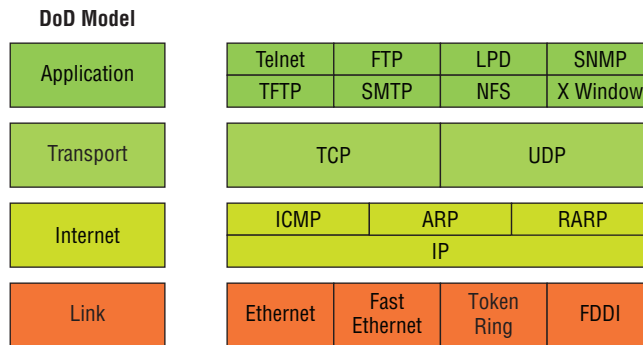 DoD Model
Application
Telnet FTP LPD SNMP
TFTP SMTP NFS X Window
Transport
TCP UDP
Internet
ICMP ARP RARP
IP
Link
Ethernet Fast Ethernet Token Ring FDDI